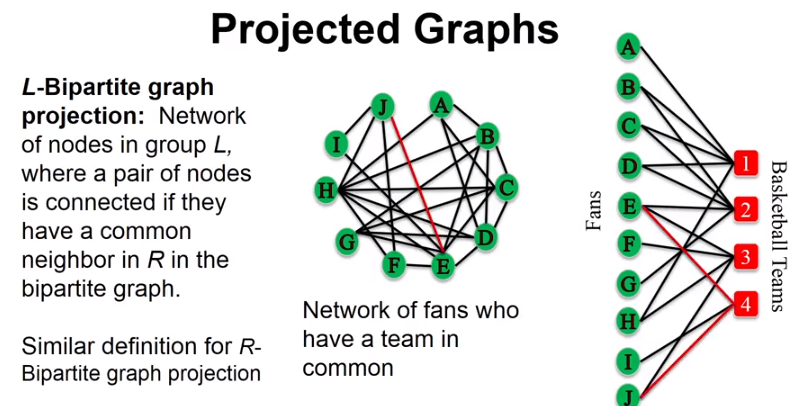 Projected Graphs
L-Bipartite graph
projection: Network
of nodes in group L,
where a pair of nodes
is connected if they
have a common
neighbor in R in the
bipartite graph.
Similar definition for R-
Bipartite graph projection
J
A
I
B
H
C
G
D
F
E
Network of fans who
have a team in
common
Fans
A
B
C
D
E
F
G
H
I
J
1
2
3
4
Basketball Teams